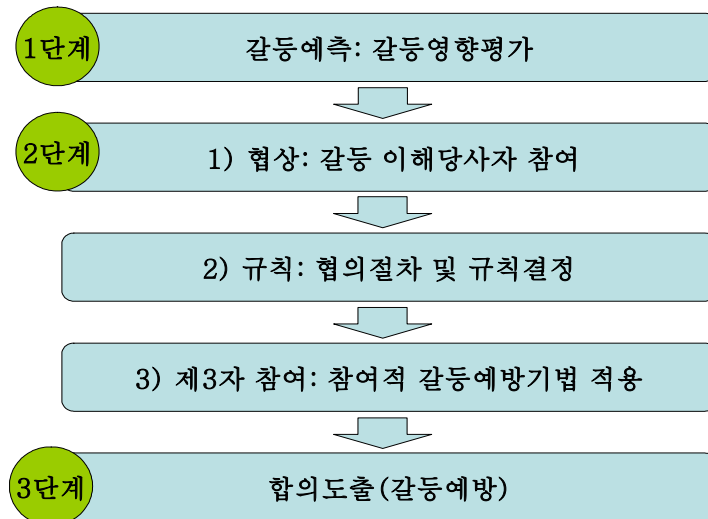 1단계
갈등예측: 갈등영향평가
2단계
1) 협상: 갈등 이해당사자 참여
2) 규칙: 협의절차 및 규칙결정
3) 제3자 참여: 참여적 갈등예방기법 적용
3단계
합의도출(갈등예방)